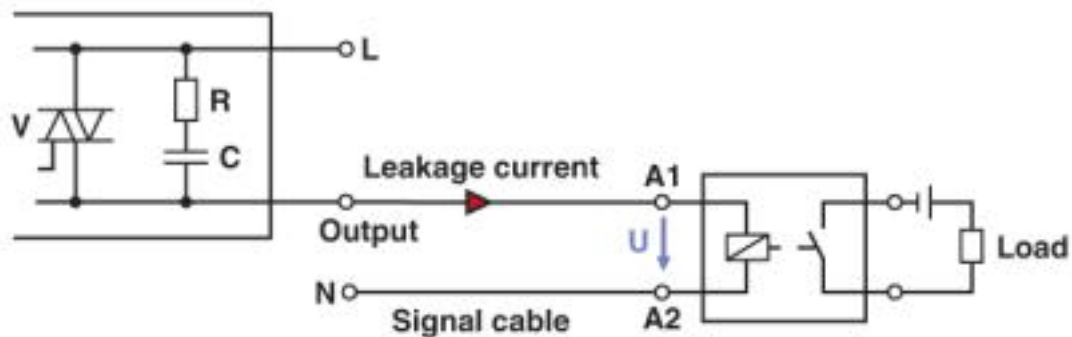 L
R
V
C
Leakage current
A1
Output
U
Load
N
Signal cable
A2